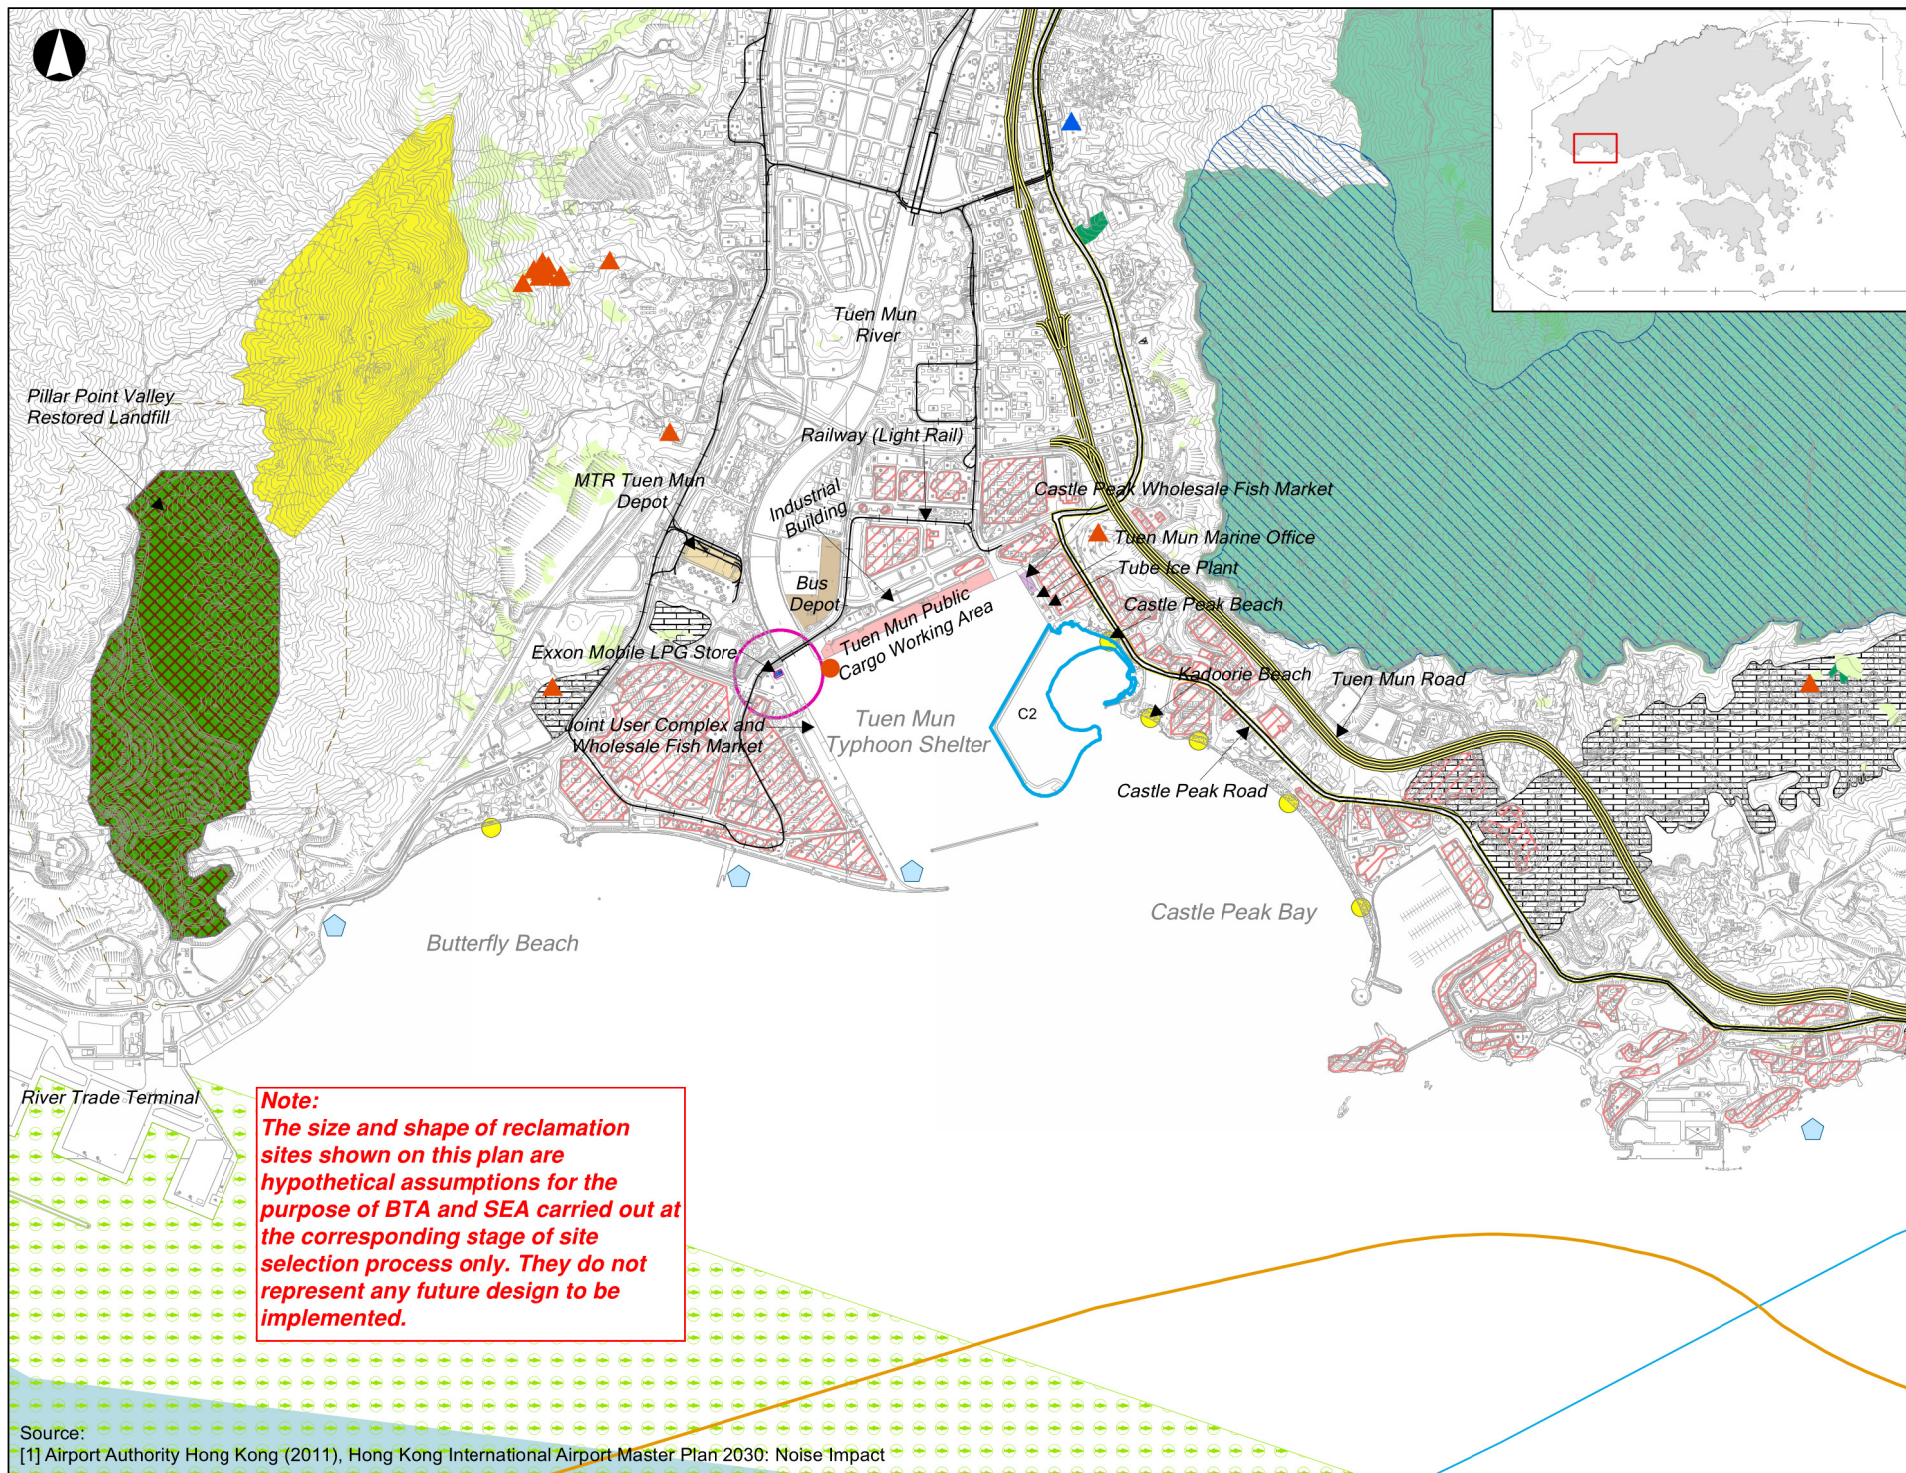 Tuen Mun
River
Pillar Point Valley
Restored Landfill
Railway (Light Rail)
MTR Tuen Mun
Depot
Industrial
Building
Castle Peak Wholesale Fish Market
Tuen Mun Marine Office
Tube Ice Plant
Bus
Depot
Castle Peak Beach
Tuen Mun Public
Cargo Working Area
Exxon Mobile LPG Store
Kadoorie Beach
Tuen Mun Road
C2
Joint User Complex and
Wholesale Fish Market
Tuen Mun
Typhoon Shelter
Castle Peak Road
Castle Peak Bay
Butterfly Beach
River Trade Terminal
Note:
The size and shape of reclamation
sites shown on this plan are
hypothetical assumptions for the
purpose of BTA and SEA carried out at
the corresponding stage of site
selection process only. They do not
represent any future design to be
implemented.
Source:
[1] Airport Authority Hong Kong (2011), Hong Kong International Airport Master Plan 2030: Noise Impact